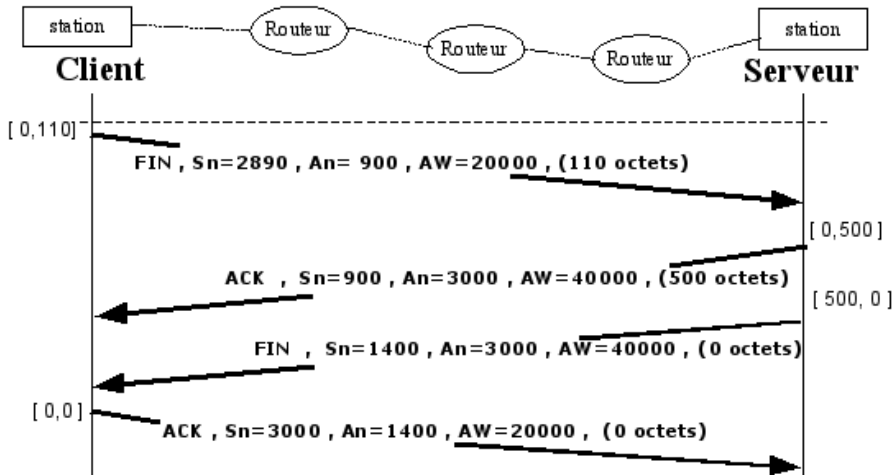 station
Routeur
Routeur
Routeur
station
Client
Serveur
[ 0,110]
FIN , Sn=2890 , An= 900 , AW=20000 , (110 octets)
[ 0,500 ]
ACK , Sn=900 , An=3000 , AW=40000 , (500 octets)
[ 500, 0 ]
FIN , Sn=1400 , An=3000 , AW=40000 , (0 octets)
[ 0,0 ]
ACK , Sn=3000 , An=1400 , AW=20000 , (0 octets)